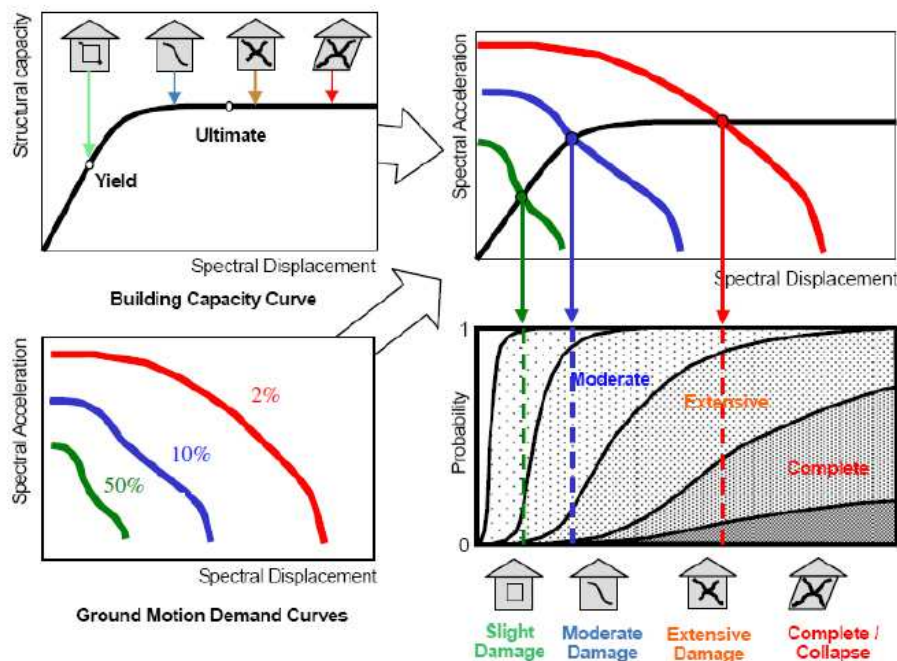 Structural capacity
Yield
Ultimate
Spectral Displacement
Building Capacity Curve
Spectral Acceleration
2%
10%
50%
Spectral Displacement
Ground Motion Demand Curves
Spectral Acceleration
Spectral Displacement
Probability
1
0
Moderate
Extensive
Complete
Slight
Damage
Moderate
Damage
Extensive
Damage
Complete /
Collapse